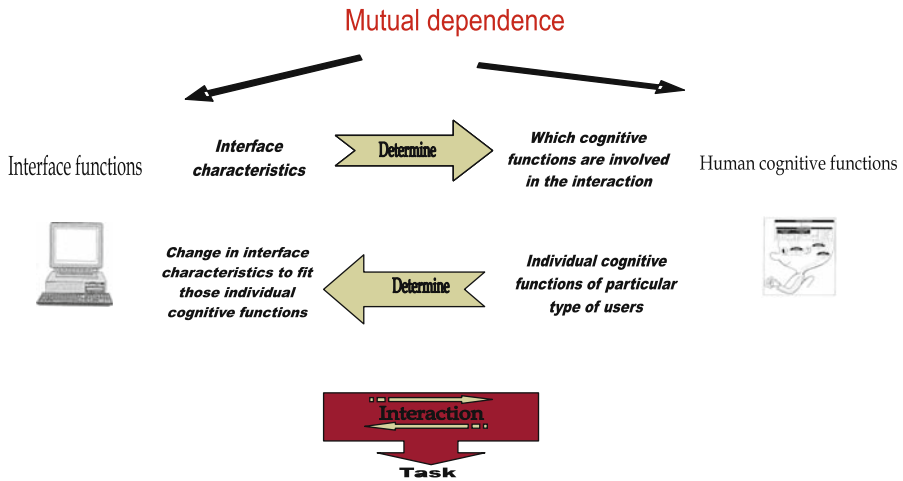 Mutual dependence
Interface functions
Interface
characteristics
Determine
Which cognitive
functions are involved
in the interaction
Human cognitive functions
Change in interface
characteristics to fit
those individual
cognitive functions
Determine
Individual cognitive
functions of particular
type of users
Interaction
Task